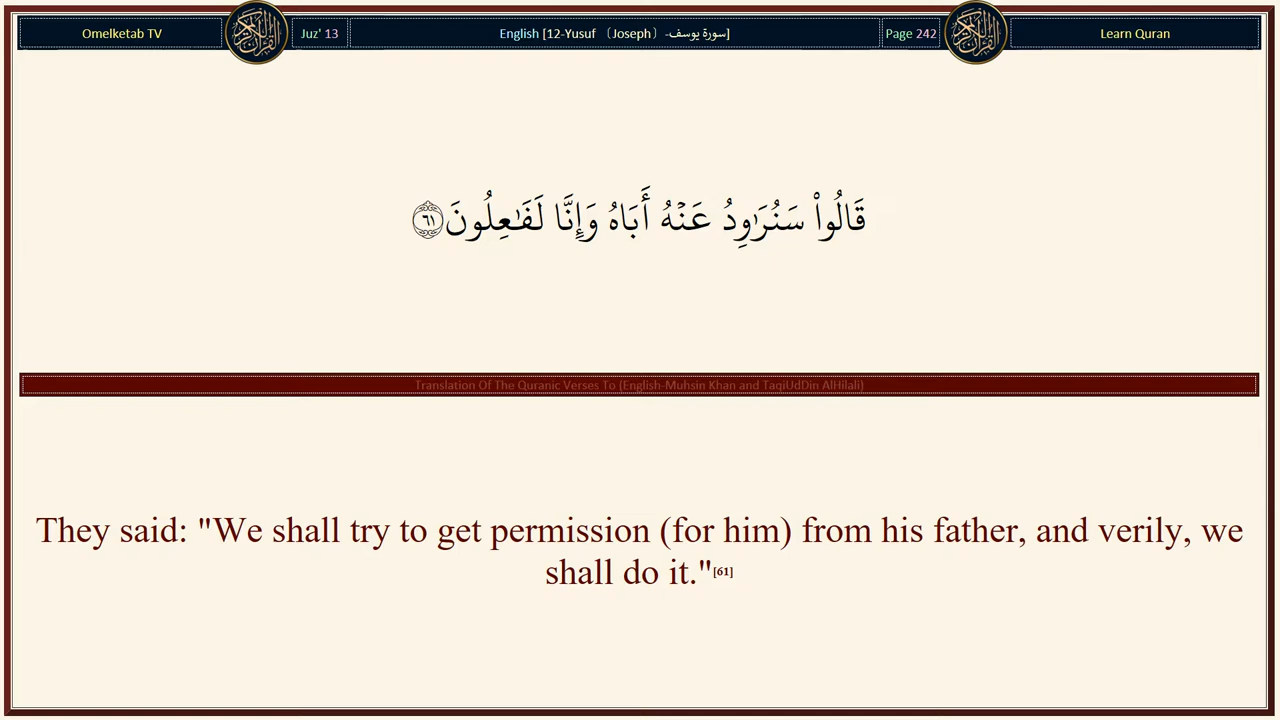 Omelketab TV
Juz' 13
English [12-Yusuf （Joseph） -سورة يوسف]
Page 242
Learn Quran
قَالُوا۟ سَنُرَٰوِدُ عَنْهُ أَبَاهُ وَإِنَّا لَفَٰعِلُونَ ٦١
Translation Of The Quranic Verses To (English-Muhsin Khan and TaqiUdDin AlHilali)
They said: "We shall try to get permission (for him) from his father, and verily, we
shall do it."[61]